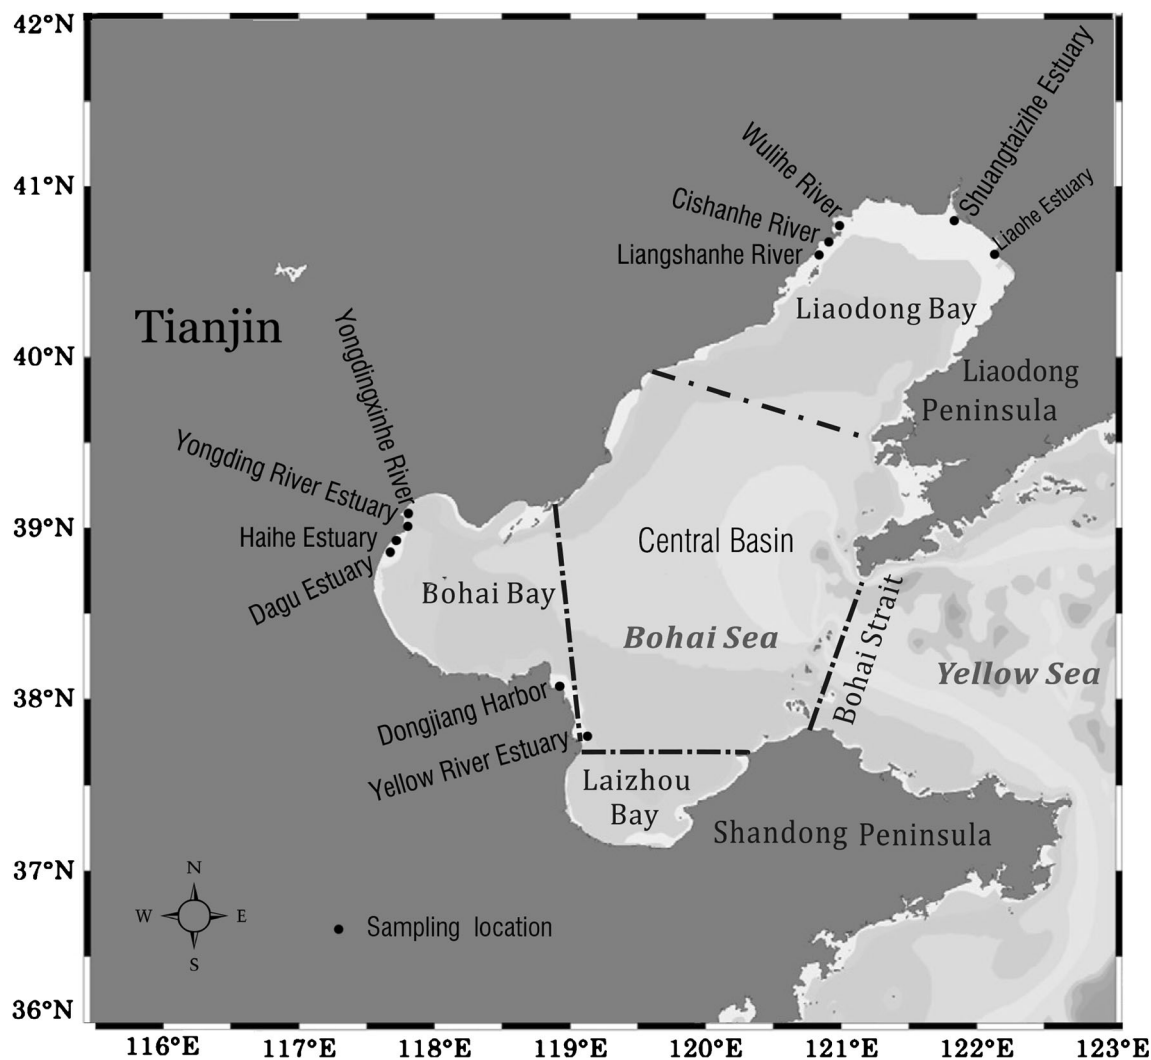 42°N
41°N
40°N
39°N
38°N
37°N
36°N
116°E
117°E
118°E
119°E
120°E
121°E
122°E
123°E
Shuangtaizihe Estuary
Wulihe River
Cishanhe River
Liangshanhe River
Liaohe Estuary
Liaodong Bay
Tianjin
Liaodong
Peninsula
Yongdingxinhe River
Yongding River Estuary
Haihe Estuary
Dagu Estuary
Central Basin
Bohai Bay
Bohai Sea
Bohai Strait
Yellow Sea
Dongjiang Harbor
Yellow River Estuary
Laizhou
Bay
Shandong Peninsula
N
W
E
S
Sampling location